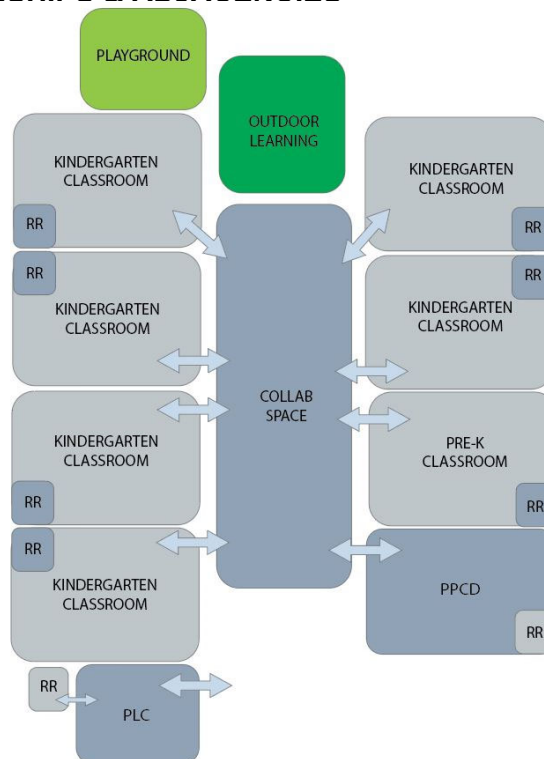 PLAYGROUND
OUTDOOR
LEARNING
KINDERGARTEN
CLASSROOM
RR
KINDERGARTEN
CLASSROOM
RR
RR
KINDERGARTEN
CLASSROOM
RR
KINDERGARTEN
CLASSROOM
COLLAB
SPACE
KINDERGARTEN
CLASSROOM
RR
PRE-K
CLASSROOM
RR
RR
KINDERGARTEN
CLASSROOM
PPCD
RR
RR
PLC